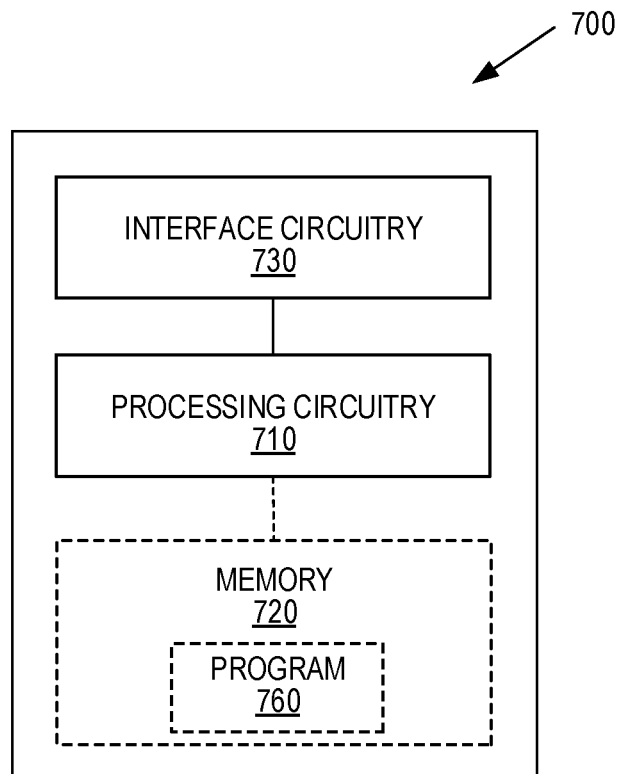 700
INTERFACE CIRCUITRY
730
PROCESSING CIRCUITRY
710
MEMORY
720
PROGRAM
760